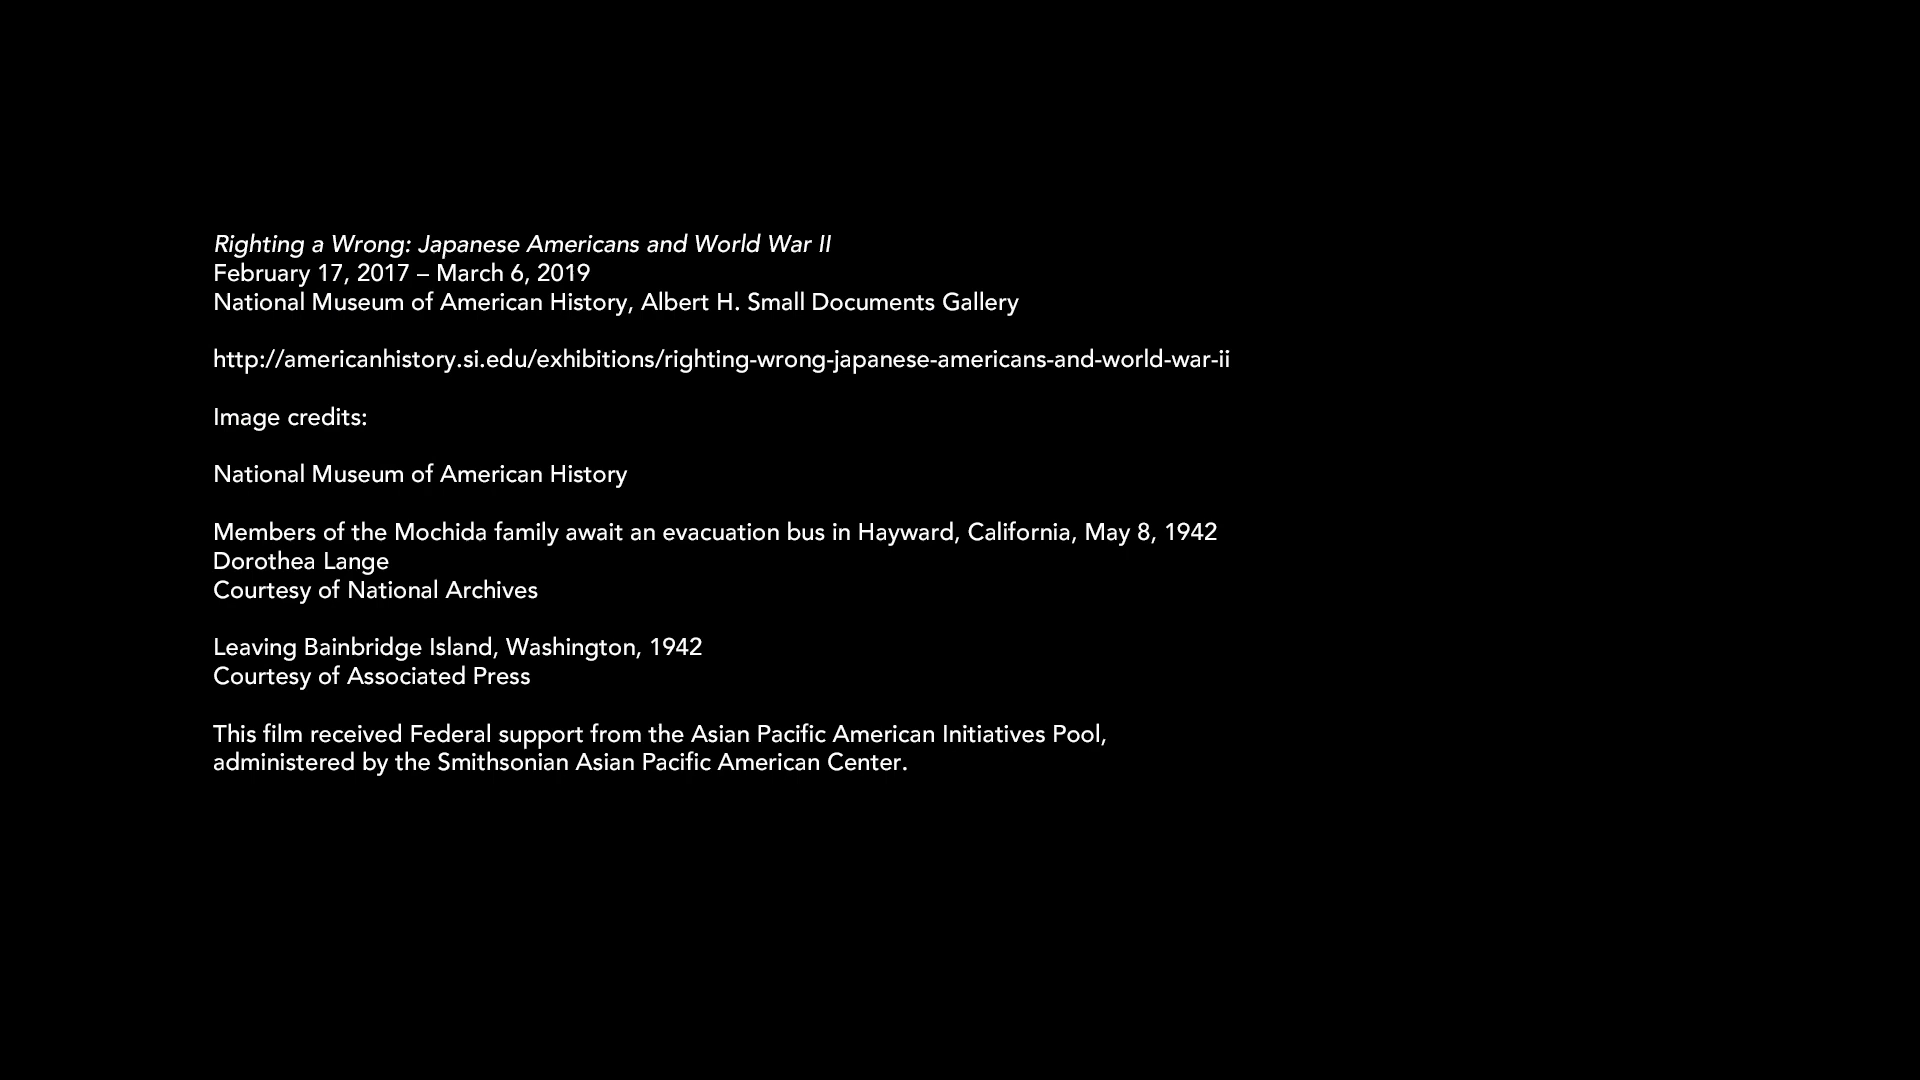 Righting a Wrong: Japanese Americans and World War II
February 17, 2017 – March 6, 2019
National Museum of American History, Albert H. Small Documents Gallery
http://americanhistory.si.edu/exhibitions/righting-wrong-japanese-americans-and-world-war-ii
Image credits:
National Museum of American History
Members of the Mochida family await an evacuation bus in Hayward, California, May 8, 1942
Dorothea Lange
Courtesy of National Archives
Leaving Bainbridge Island, Washington, 1942
Courtesy of Associated Press
This film received Federal support from the Asian Pacific American Initiatives Pool,
administered by the Smithsonian Asian Pacific American Center.